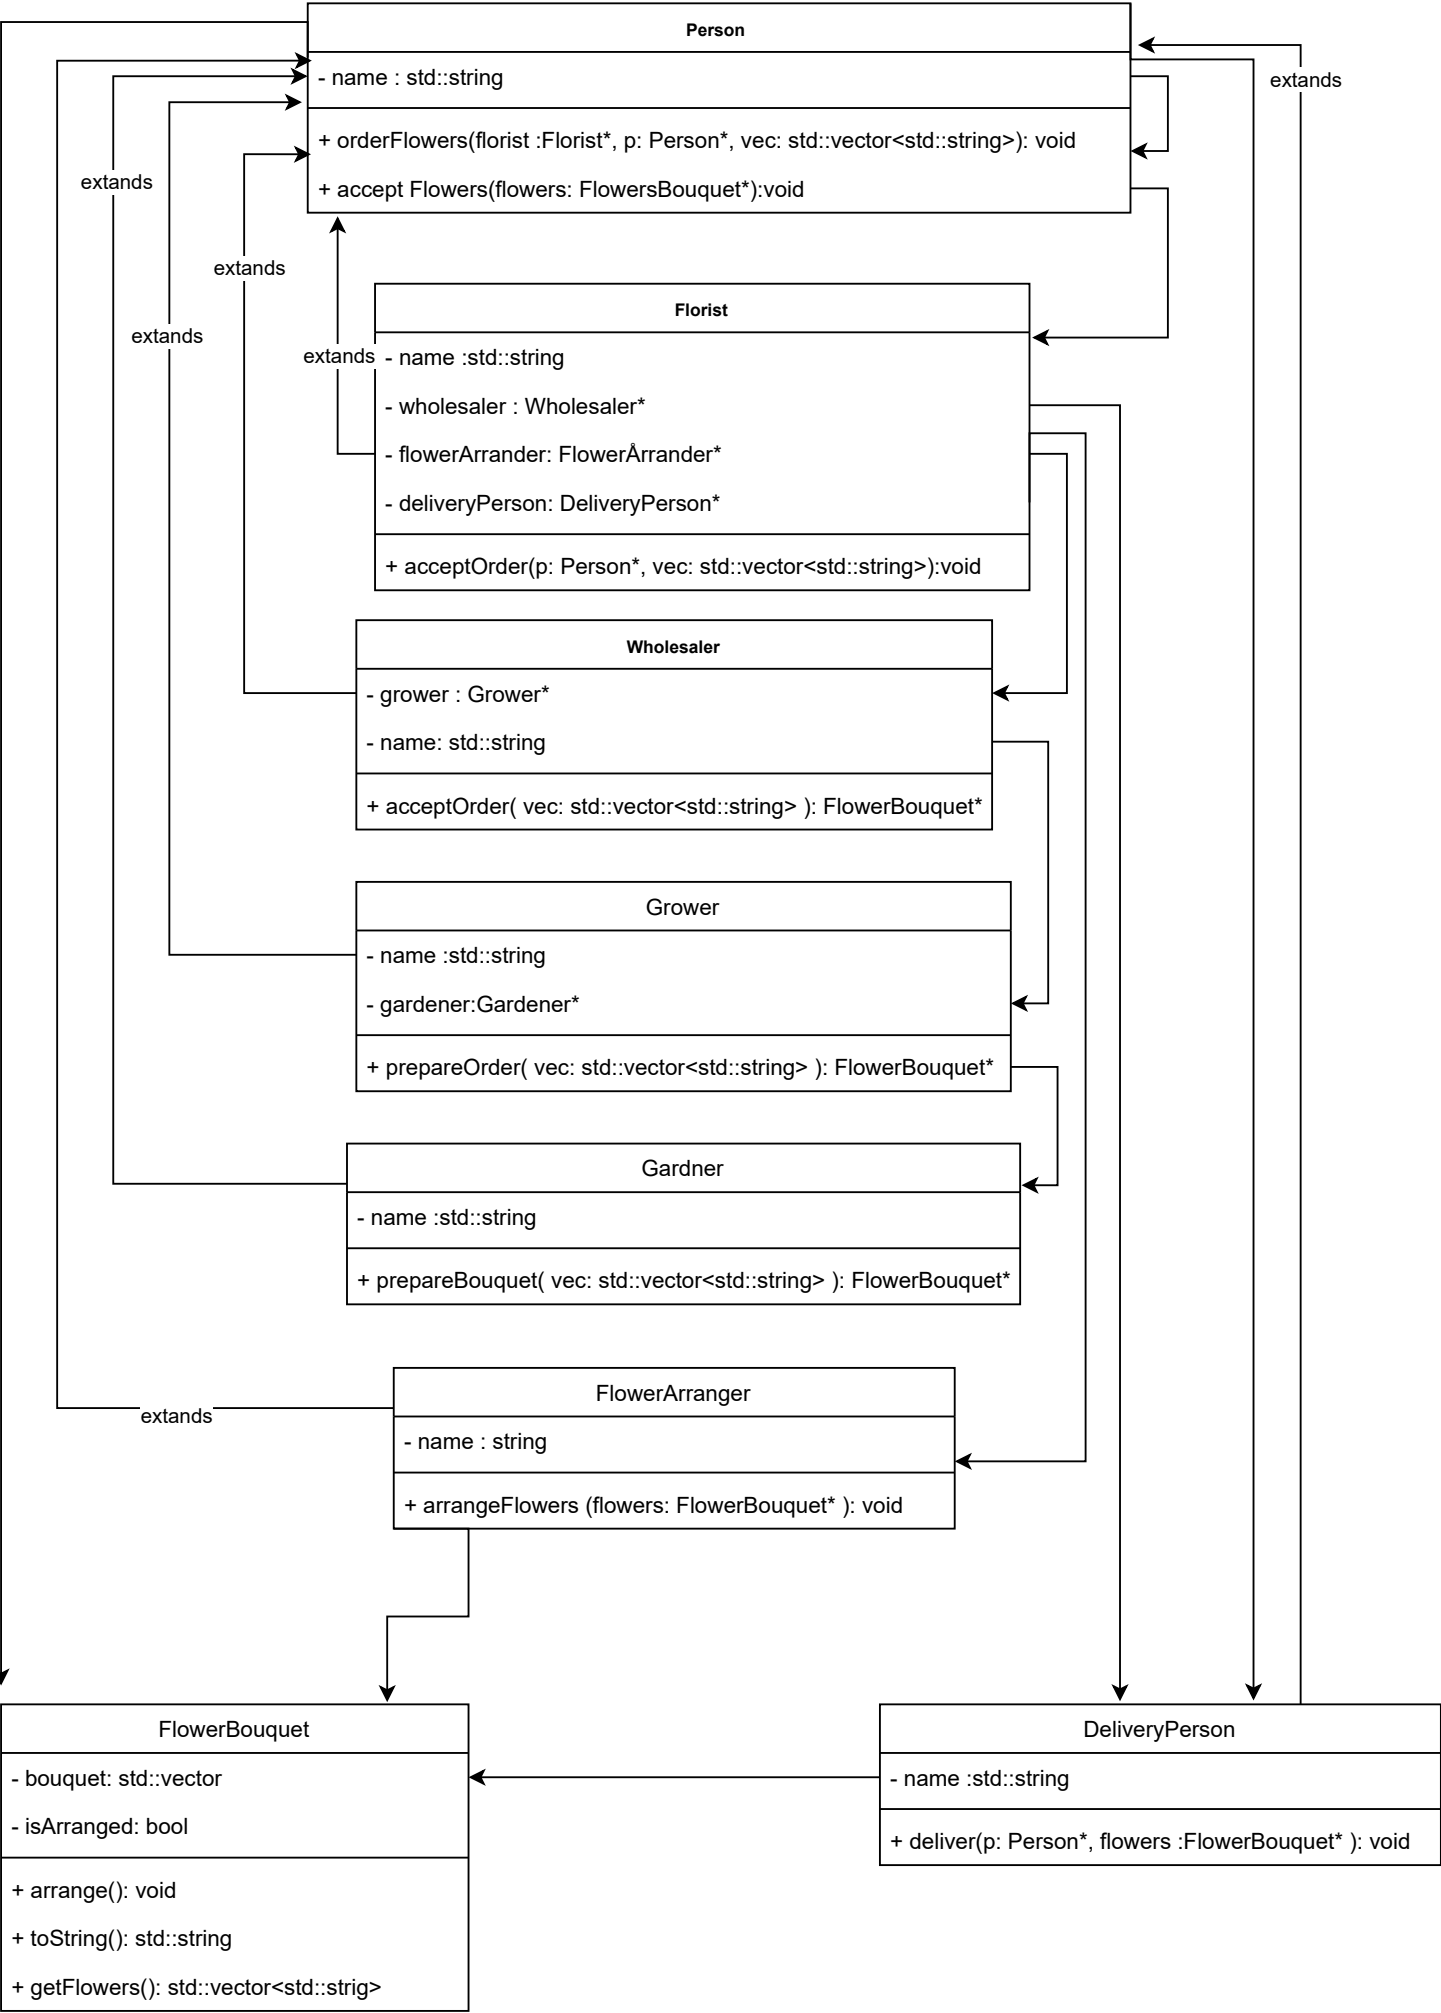 Person
- name : std::string
+ orderFlowers(florist :Florist*, p: Person*, vec: std::vector<std::string>): void
+ accept Flowers(flowers: FlowersBouquet*):void
extands
extands
extands
extands
extands
Florist
- name :std::string
- wholesaler : Wholesaler*
- flowerArrander: FlowerÅrrander*
- deliveryPerson: DeliveryPerson*
+ acceptOrder(p: Person*, vec: std::vector<std::string>):void
Wholesaler
- grower : Grower*
- name: std::string
+ acceptOrder( vec: std::vector<std::string> ): FlowerBouquet*
Grower
- name :std::string
- gardener:Gardener*
+ prepareOrder( vec: std::vector<std::string> ): FlowerBouquet*
Gardner
- name :std::string
+ prepareBouquet( vec: std::vector<std::string> ): FlowerBouquet*
FlowerArranger
extands
- name : string
+ arrangeFlowers (flowers: FlowerBouquet* ): void
FlowerBouquet
- bouquet: std::vector
- isArranged: bool
+ arrange(): void
+ toString(): std::string
+ getFlowers(): std::vector<std::strig>
DeliveryPerson
- name :std::string
+ deliver(p: Person*, flowers :FlowerBouquet* ): void